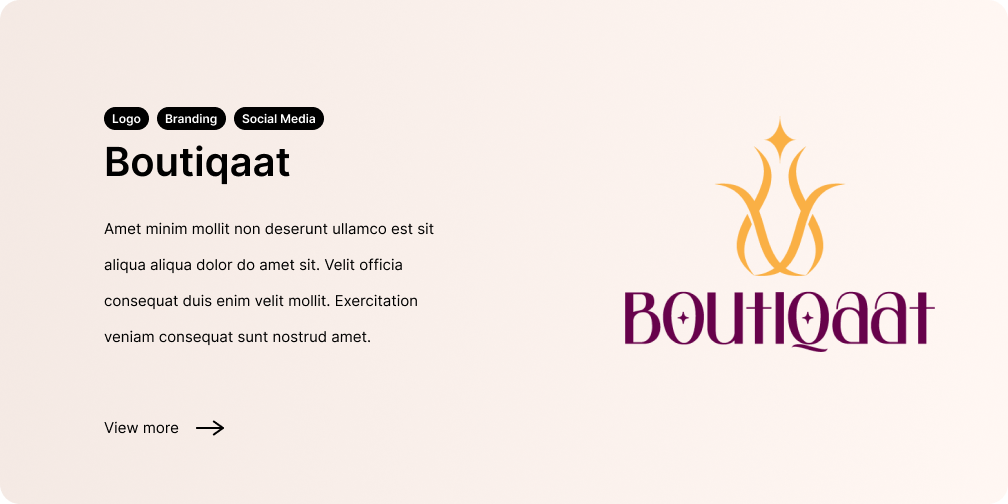 Logo Branding Social Media
Boutiqaat
Amet minim mollit non deserunt ullamco est sit
aliqua aliqua dolor do amet sit. Velit officia
consequat duis enim velit mollit. Exercitation
veniam consequat sunt nostrud amet.
View more
BOUTIQaat